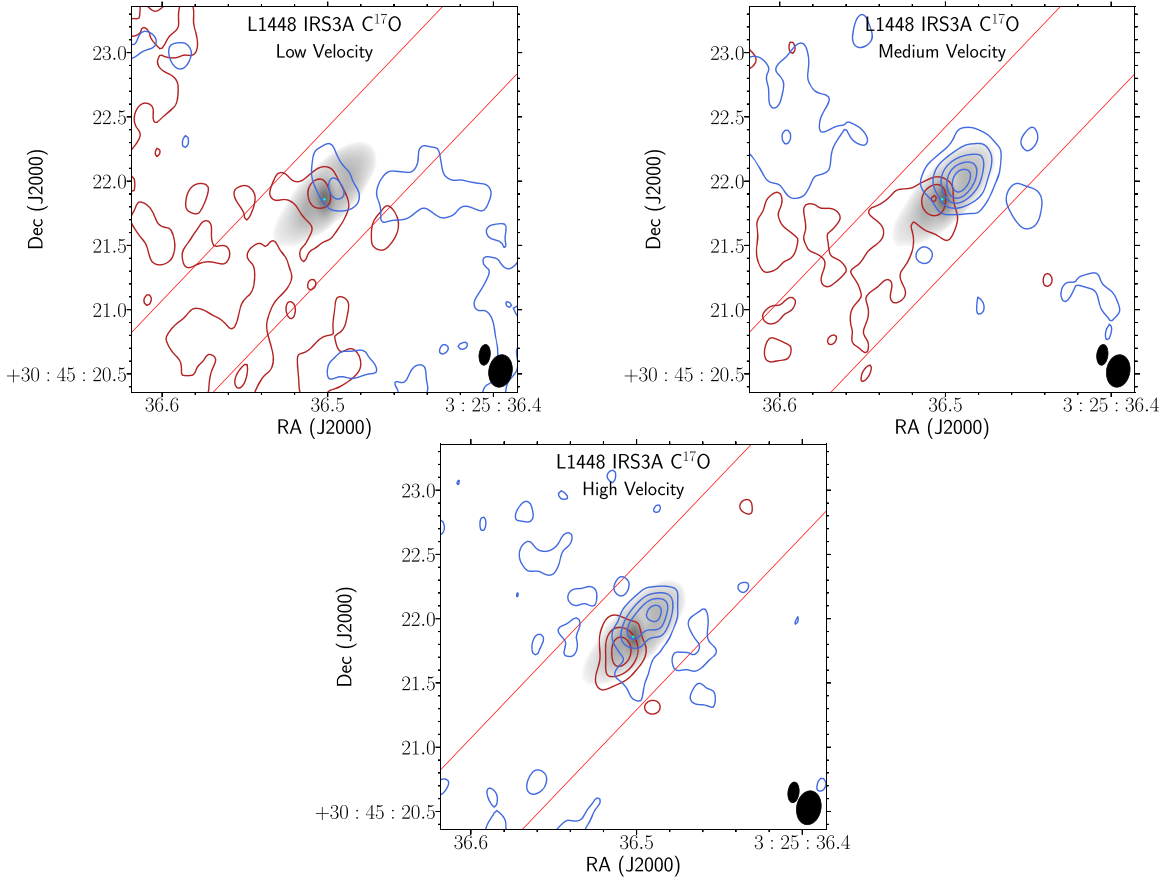 L1448 IRS3A C¹⁷O
Low Velocity
23.0
22.5
22.0
21.5
21.0
+30 : 45 : 20.5
Dec (J2000)
36.6
36.5
3 : 25 : 36.4
RA (J2000)
L1448 IRS3A C¹⁷O
Medium Velocity
23.0
22.5
22.0
21.5
21.0
+30 : 45 : 20.5
Dec (J2000)
36.6
36.5
3 : 25 : 36.4
RA (J2000)
L1448 IRS3A C¹⁷O
High Velocity
23.0
22.5
22.0
21.5
21.0
+30 : 45 : 20.5
Dec (J2000)
36.6
36.5
3 : 25 : 36.4
RA (J2000)